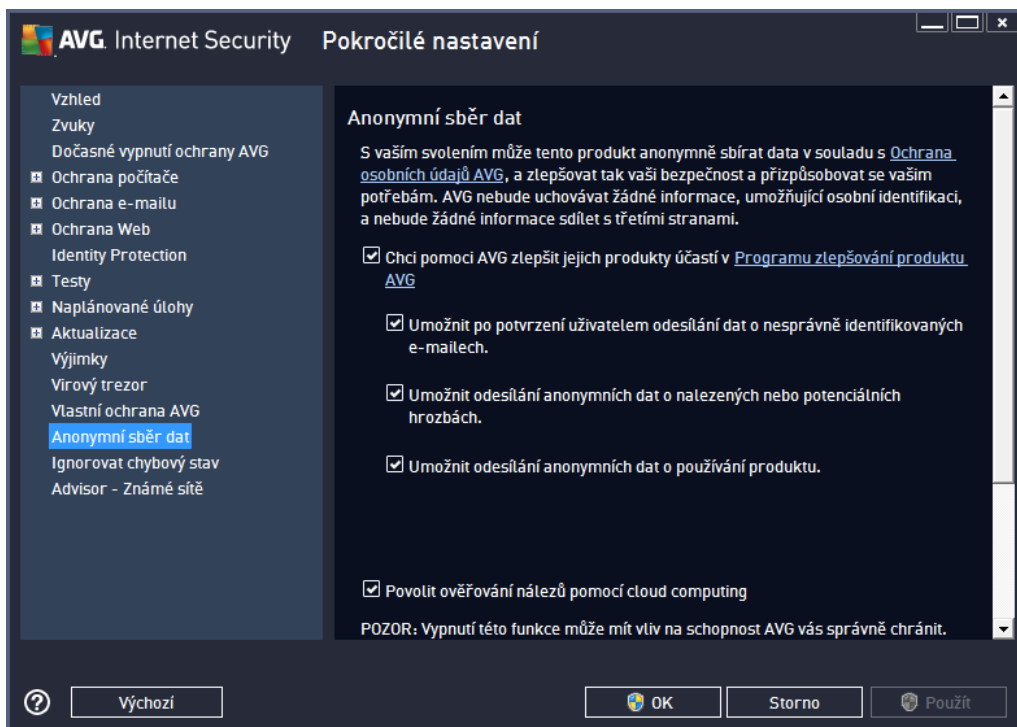 AVG. Internet Security Pokročilé nastavení
Vzhled
Zvuky
Dočasné vypnutí ochrany AVG
Ochrana počítače
Ochrana e-mailu
Ochrana Web
Identity Protection
Testy
Naplánované úlohy
Aktualizace
Výjimky
Virový trezor
Vlastní ochrana AVG
Anonymní sběr dat
Ignorovat chybový stav
Advisor - Známé sítě
Anonymní sběr dat
S vaším svolením může tento produkt anonymně sbírat data v souladu s Ochrana
osobních údajů AVG, a zlepšovat tak vaši bezpečnost a přizpůsobovat se vašim
potřebám. AVG nebude uchovávat žádné informace, umožňující osobní identifikaci,
a nebude žádné informace sdílet s třetími stranami.
Chci pomoci AVG zlepšit jejich produkty účastí v Programu zlepšování produktu
AVG
Umožnit po potvrzení uživatelem odesílání dat o nesprávně identifikovaných
e-mailech.
Umožnit odesílání anonymních dat o nalezených nebo potenciálních
hrozbách.
Umožnit odesílání anonymních dat o používání produktu.
Povolit ověřování nálezů pomocí cloud computing
POZOR: Vypnutí této funkce může mít vliv na schopnost AVG vás správně chránit.
Výchozí
OK
Storno
Použít